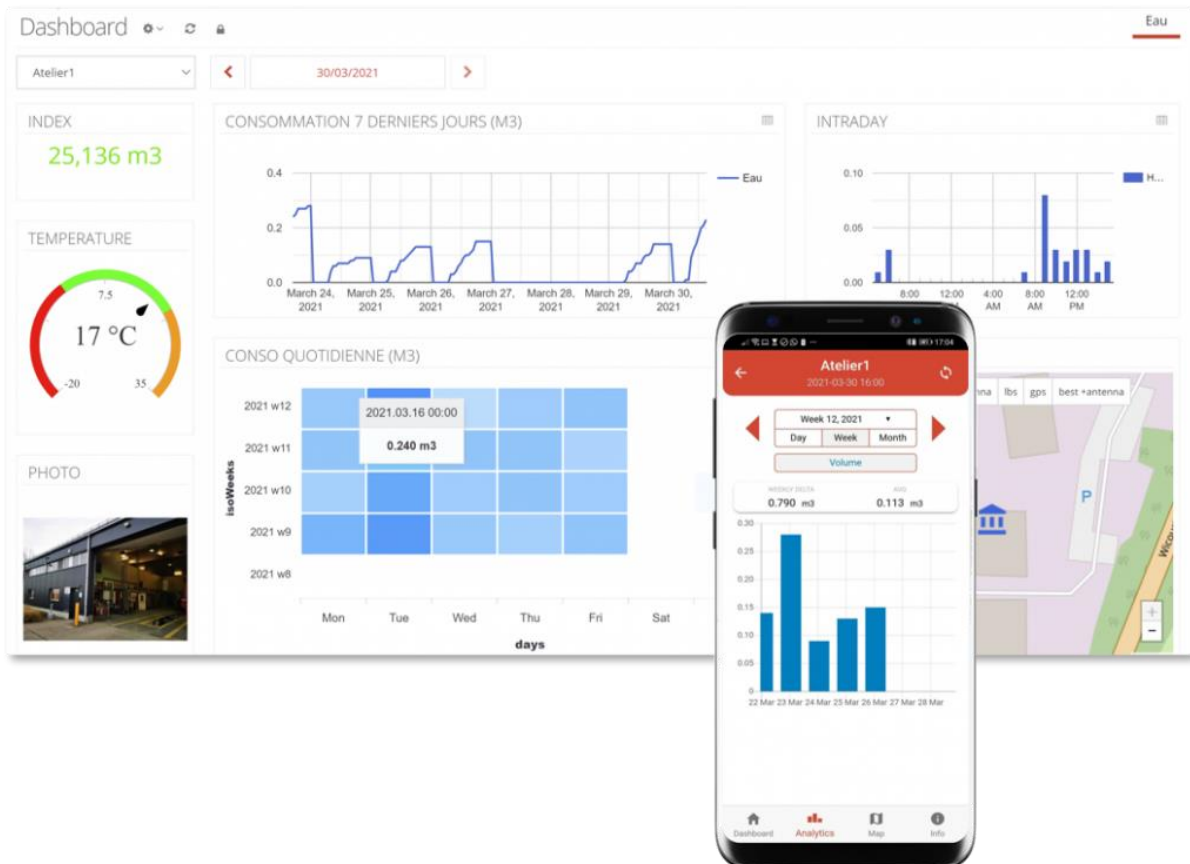 Dashboard
Eau
Atelier1
30/03/2021
INDEX
25,136 m3
TEMPERATURE
7.5
17 °C
-20 35
PHOTO
CONSOMMATION 7 DERNIERS JOURS (M3)
0.4
0.2
0.0
Eau
March 24, March 25, March 26, March 27, March 28, March 29, March 30,
2021 2021 2021 2021 2021 2021 2021
INTRADAY
0.10
0.05
0.00
H...
8:00 12:00 4:00 8:00 12:00
AM AM PM
CONSO QUOTIDIENNE (M3)
isoWeeks
2021 w12
2021 w11
2021 w10
2021 w9
2021 w8
2021.03.16 00:00
0.240 m3
Mon Tue Wed Thu Fri Sat
days
lbs gps best +antenna
P
+
−
17:04
Atelier1
2021-03-30 16:00
Week 12, 2021
Day Week Month
Volume
WEEKLY DELTA AVG
0.790 m3 0.113 m3
0.30
0.25
0.20
0.15
0.10
0.05
0
22 Mar 23 Mar 24 Mar 25 Mar 26 Mar 27 Mar 28 Mar
Dashboard Analytics Map Info